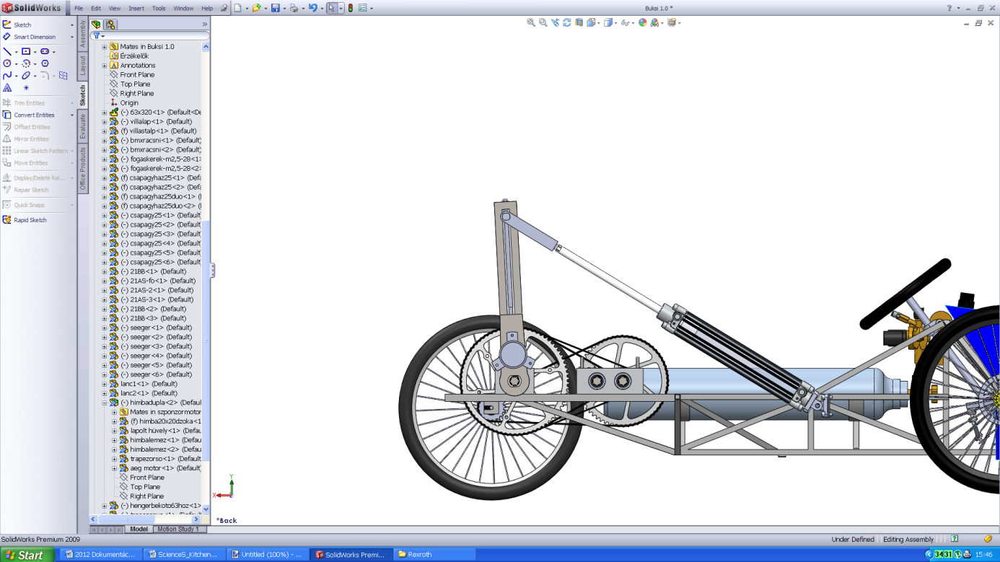 SolidWorks File Edit View Insert Tools Window Help Buksi 1.0 *
Sketch
Smart Dimension
Trim Entities
Convert Entities
Offset Entities
Mirror Entities
Linear Sketch Pattern
Move Entities
Display/Delete Rel...
Repair Sketch
Quick Snaps
Rapid Sketch
Assembly
Layout
Sketch
Evaluate
Office Products
Mates in Buksi 1.0
Érzékelők
Annotations
Front Plane
Top Plane
Right Plane
Origin
(-) 63x320<1> (Default<De
(-) villalap<1> (Default)
(f) villastalp<1> (Default)
(-) bmxracsni<1> (Default)
(-) bmxracsni<2> (Default)
(-) fogaskerek-m2,5-28<1>
(-) fogaskerek-m2,5-28<2>
(f) csapagyhaz25<1> (Defa
(f) csapagyhaz25<2> (Defa
(f) csapagyhaz25duo<1> (
(f) csapagyhaz25duo<2> (
(-) csapagy25<1> (Default)
(-) csapagy25<2> (Default)
(-) csapagy25<3> (Default)
(-) csapagy25<4> (Default)
(-) csapagy25<5> (Default)
(-) csapagy25<6> (Default)
(-) 21BB<1> (Default)
(-) 21AS-fo<1> (Default)
(-) 21AS-2<1> (Default)
(-) 21AS-3<1> (Default)
(-) 21BB<2> (Default)
(-) 21BB<3> (Default)
(-) seeger<1> (Default)
(-) seeger<2> (Default)
(-) seeger<3> (Default)
(-) seeger<4> (Default)
(-) seeger<5> (Default)
(-) seeger<6> (Default)
lanc1<1> (Default)
lanc2<1> (Default)
(-) himbadupla<2> (Defaul
Mates in szponzormotor
(f) himba20x20dzoka<1
lapolt hüvely<1> (Defau
himbalemez<1> (Default
himbalemez<2> (Default
trapezorso<1> (Default
aeg motor<1> (Default)
Front Plane
Top Plane
Right Plane
(-) hengerbekoto63hoz<1>
Y
X
*Back
Model Motion Study 1
SolidWorks Premium 2009 Under Defined Editing Assembly
Start 2012 Dokumentác... ScienceS_Kitchen... Untitled (100%) - ... SolidWorks Premi... Rexroth 34 31 15:46